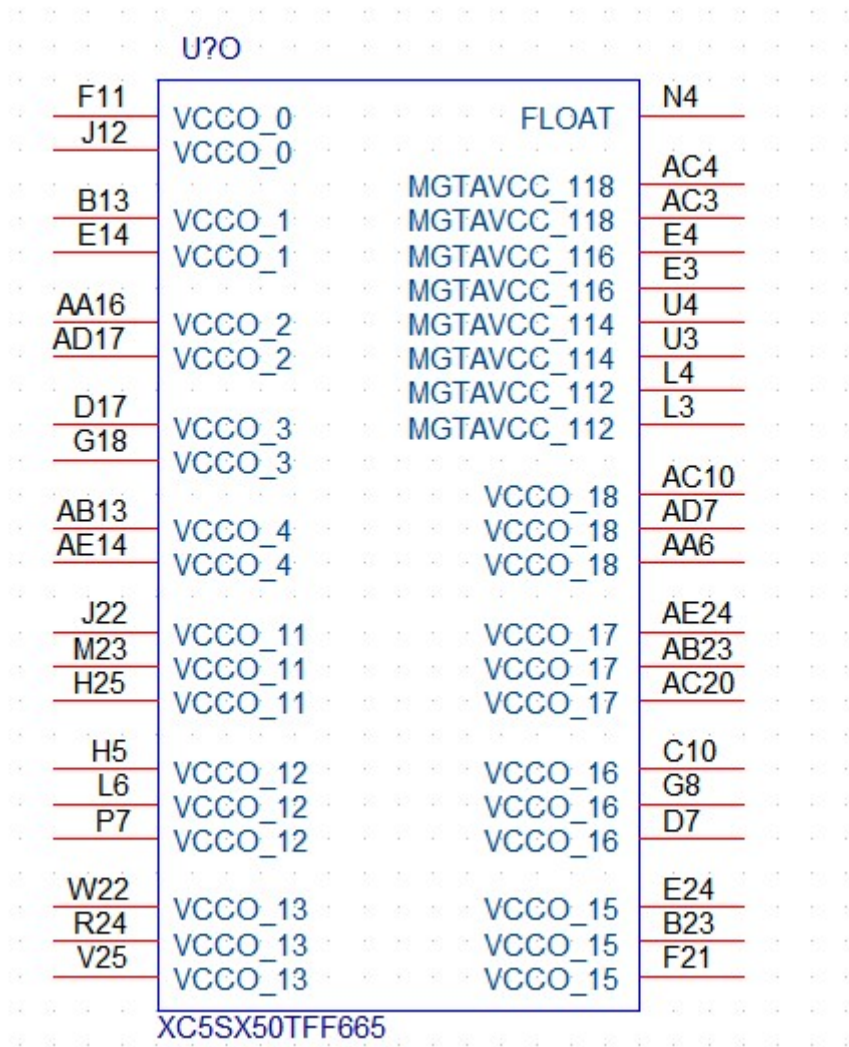 U?O
F11 VCCO_0 FLOAT N4
J12 VCCO_0
MGTAVCC_118 AC4
B13 VCCO_1 MGTAVCC_118 AC3
E14 VCCO_1 MGTAVCC_116 E4
MGTAVCC_116 E3
AA16 VCCO_2 MGTAVCC_114 U4
AD17 VCCO_2 MGTAVCC_114 U3
MGTAVCC_112 L4
D17 VCCO_3 MGTAVCC_112 L3
G18 VCCO_3
VCCO_18 AC10
AB13 VCCO_4 VCCO_18 AD7
AE14 VCCO_4 VCCO_18 AA6
J22 VCCO_11 VCCO_17 AE24
M23 VCCO_11 VCCO_17 AB23
H25 VCCO_11 VCCO_17 AC20
H5 VCCO_12 VCCO_16 C10
L6 VCCO_12 VCCO_16 G8
P7 VCCO_12 VCCO_16 D7
W22 VCCO_13 VCCO_15 E24
R24 VCCO_13 VCCO_15 B23
V25 VCCO_13 VCCO_15 F21
XC5SX50TFF665